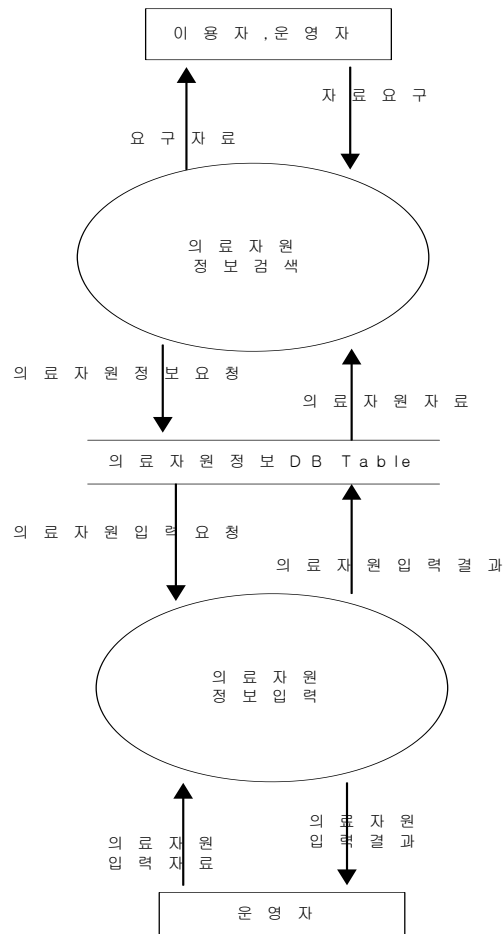 이용자,운영자
자료요구
요구자료
의료자원
정보검색
의료자원정보요청
의료자원자료
의료자원정보DB Table
의료자원입력요청
의료자원입력결과
의료자원
정보입력
의료자원
입력결과
의료자원
입력자료
운영자